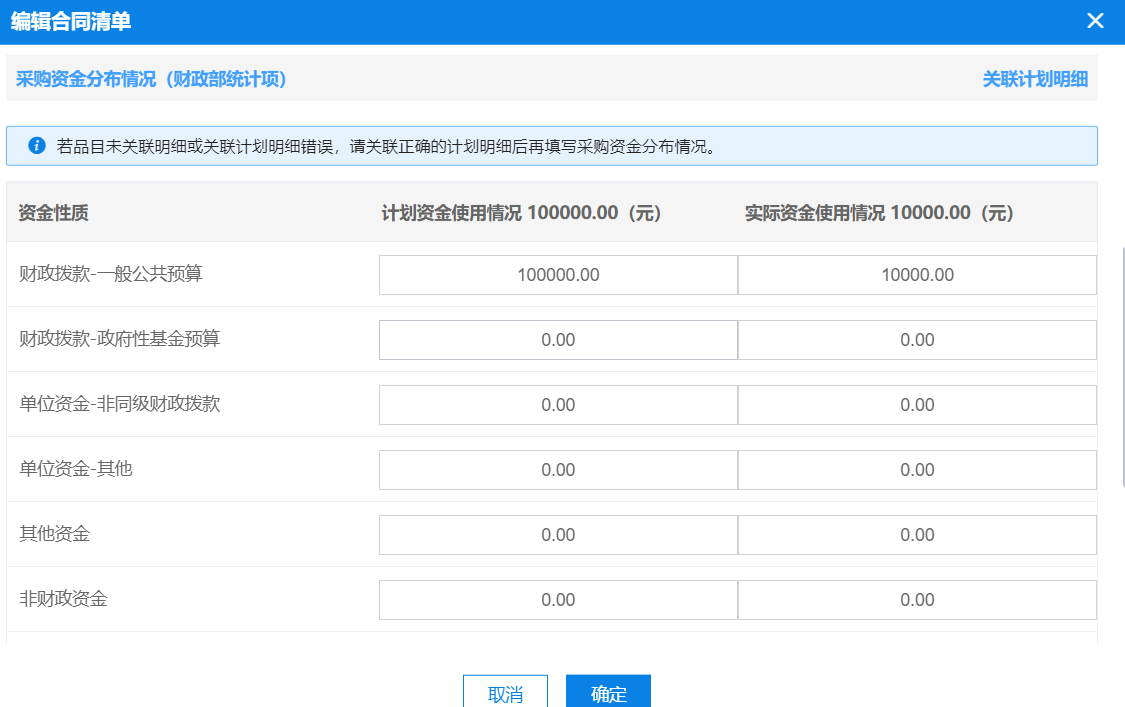 编辑合同清单
采购资金分布情况（财政部统计项） 关联计划明细
若品目未关联明细或关联计划明细错误，请关联正确的计划明细后再填写采购资金分布情况。
资金性质 计划资金使用情况 100000.00（元） 实际资金使用情况 10000.00（元）
财政拨款-一般公共预算 100000.00 10000.00
财政拨款-政府性基金预算 0.00 0.00
单位资金-非同级财政拨款 0.00 0.00
单位资金-其他 0.00 0.00
其他资金 0.00 0.00
非财政资金 0.00 0.00
取消 确定